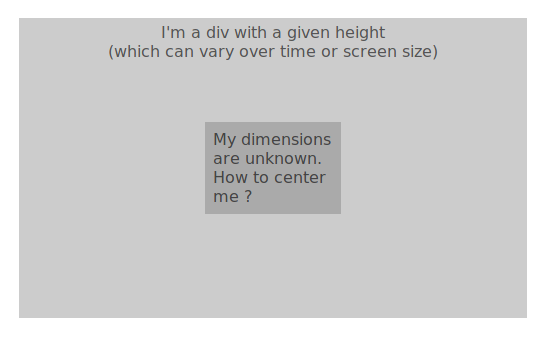 I'm a div with a given height
(which can vary over time or screen size)
My dimensions
are unknown.
How to center
me ?